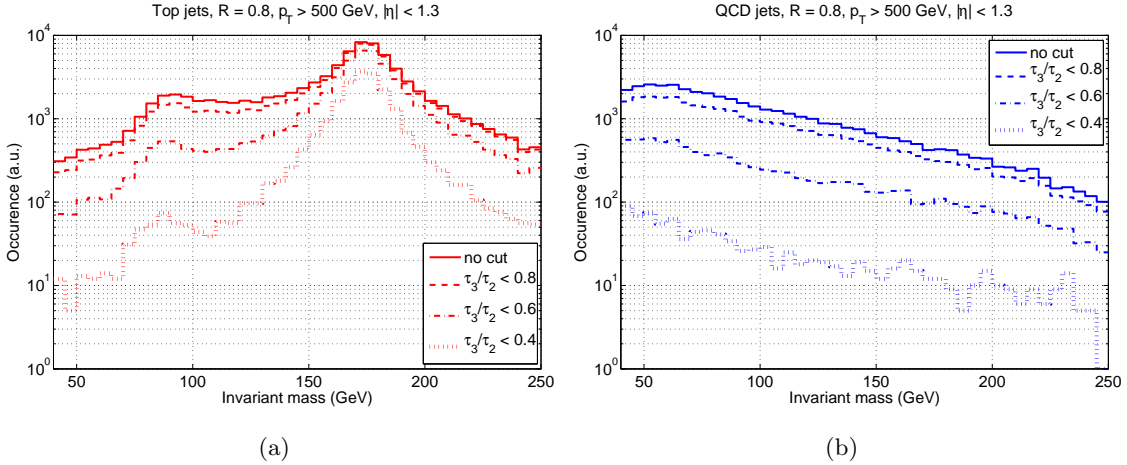 Top jets, R = 0.8, p_T > 500 GeV, |η| < 1.3
10^4
10^3
10^2
10^1
10^0
Occurrence (a.u.)
no cut
τ_3/τ_2 < 0.8
τ_3/τ_2 < 0.6
τ_3/τ_2 < 0.4
50 100 150 200 250
Invariant mass (GeV)
(a)
QCD jets, R = 0.8, p_T > 500 GeV, |η| < 1.3
10^4
10^3
10^2
10^1
10^0
Occurrence (a.u.)
no cut
τ_3/τ_2 < 0.8
τ_3/τ_2 < 0.6
τ_3/τ_2 < 0.4
50 100 150 200 250
Invariant mass (GeV)
(b)